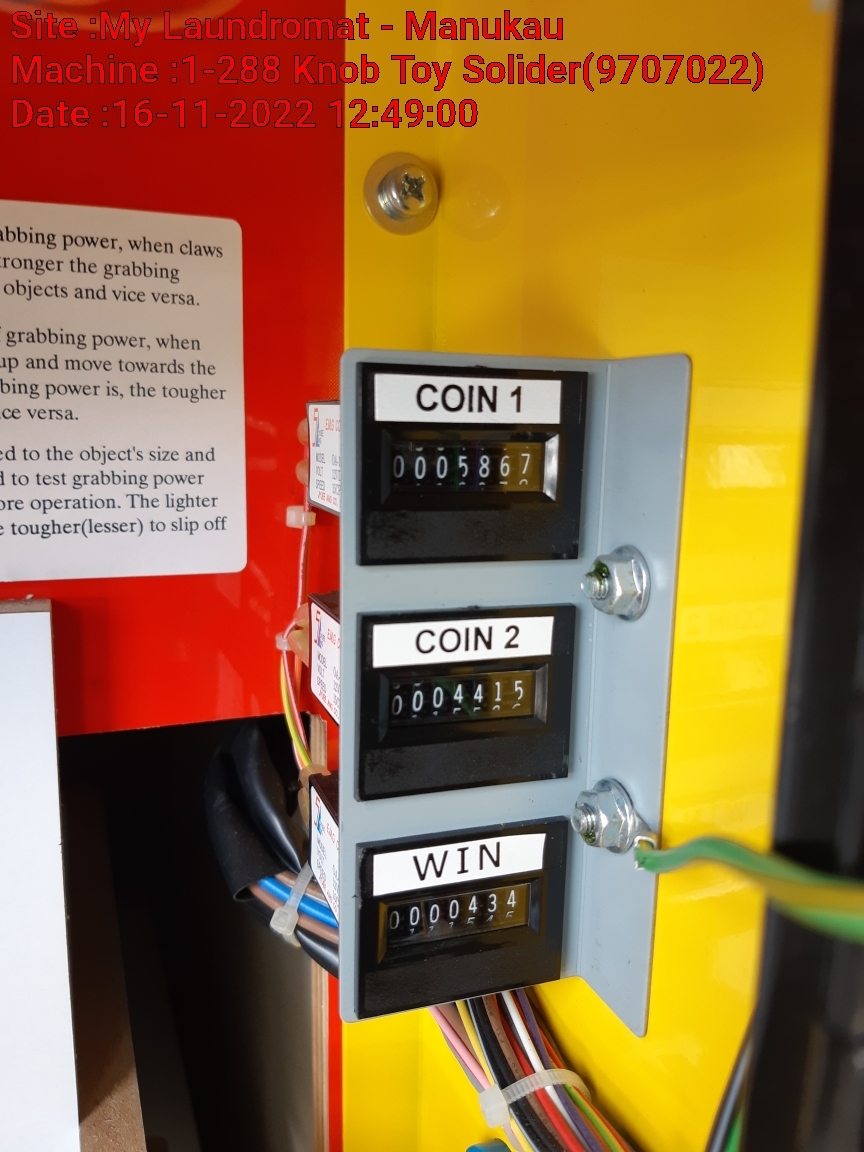 Site :My Laundromat - Manukau
Machine :1-288 Knob Toy Solider(9707022)
Date :16-11-2022 12:49:00
abbing power, when claws
ronger the grabbing
objects and vice versa.
f grabbing power, when
up and move towards the
bing power is, the tougher
ce versa.
ed to the object's size and
d to test grabbing power
ore operation. The lighter
e tougher(lesser) to slip off
COIN 1
0005867
COIN 2
0004415
WIN
0000434